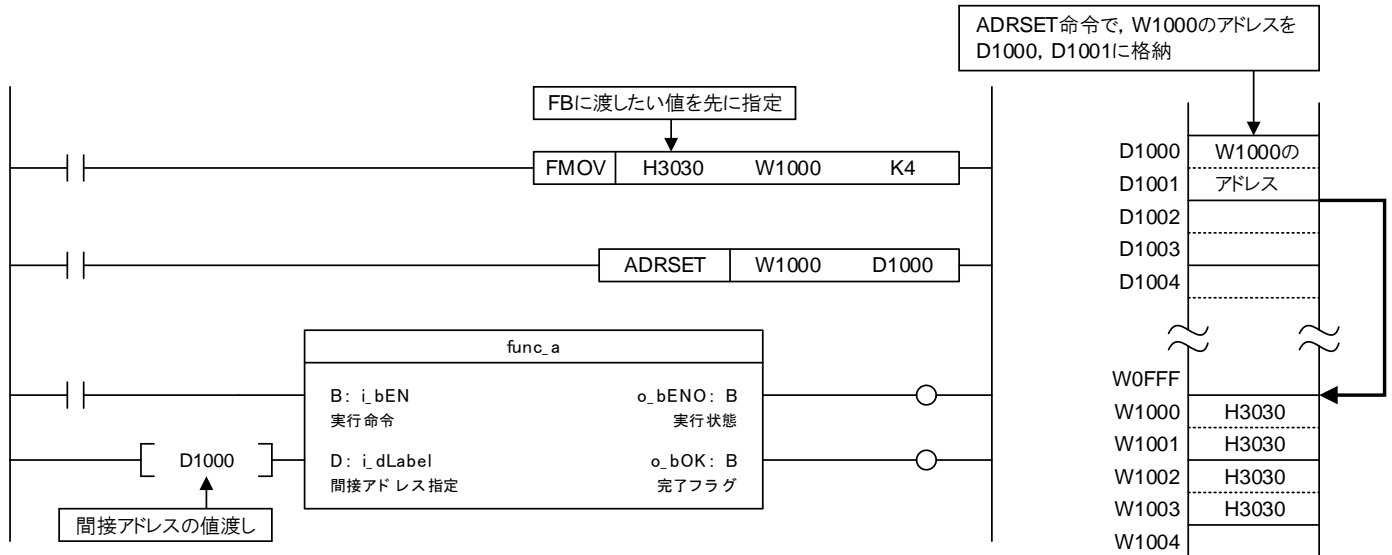 ADRSET命令で, W1000のアドレスを
D1000, D1001に格納
FBに渡したい値を先に指定
FMOV H3030 W1000 K4
ADRSET W1000 D1000
func_a
B: i_bEN o_bENO: B
実行命令 実行状態
D1000 D: i_dLabel o_bOK: B
間接アドレス指定 完了フラグ
間接アドレスの値渡し
D1000 W1000の
D1001 アドレス
D1002
D1003
D1004
W0FFF
W1000 H3030
W1001 H3030
W1002 H3030
W1003 H3030
W1004